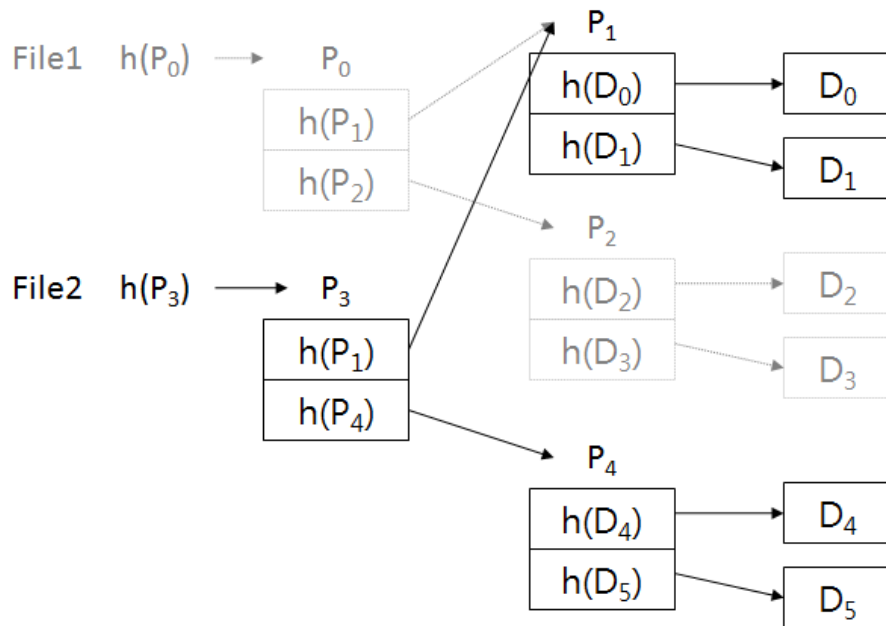 File1 h(P₀) P₀
h(P₁)
h(P₂)
P₁
h(D₀) D₀
h(D₁) D₁
P₂
h(D₂) D₂
h(D₃) D₃
File2 h(P₃) P₃
h(P₁)
h(P₄)
P₄
h(D₄) D₄
h(D₅) D₅